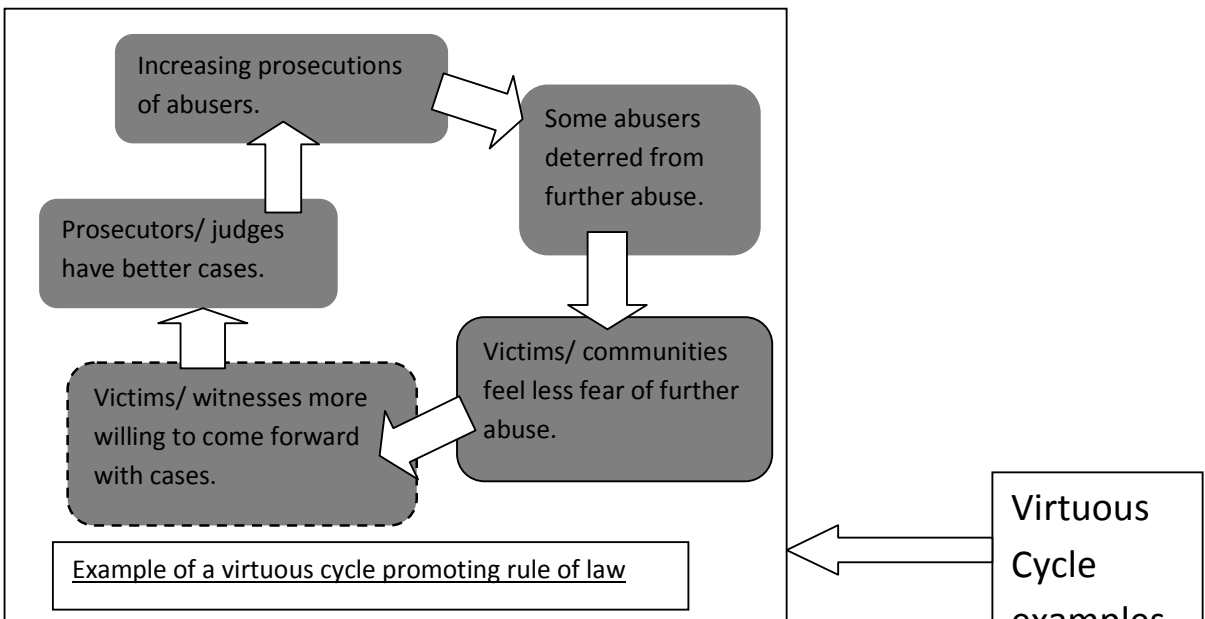 Increasing prosecutions
of abusers.
Some abusers
deterred from
further abuse.
Prosecutors/ judges
have better cases.
Victims/ communities
feel less fear of further
abuse.
Victims/ witnesses more
willing to come forward
with cases.
Example of a virtuous cycle promoting rule of law
Virtuous
Cycle
examples